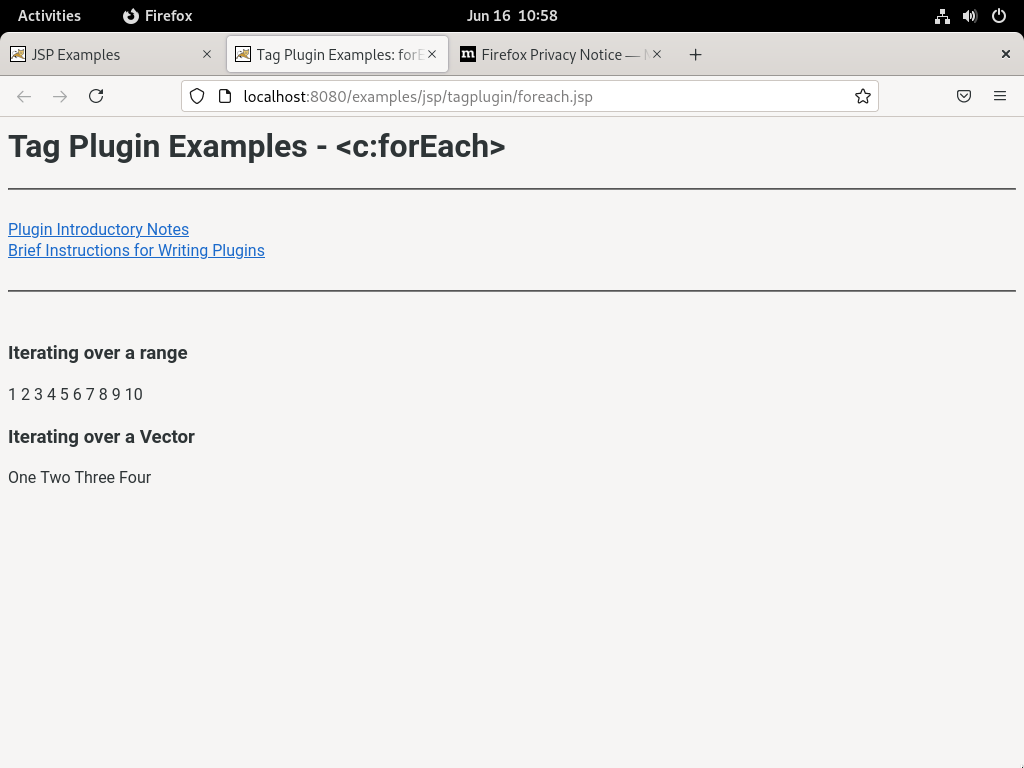 Activities Firefox Jun 16 10:58
JSP Examples Tag Plugin Examples: forE Firefox Privacy Notice —
localhost:8080/examples/jsp/tagplugin/foreach.jsp
Tag Plugin Examples - <c:forEach>
Plugin Introductory Notes
Brief Instructions for Writing Plugins
Iterating over a range
1 2 3 4 5 6 7 8 9 10
Iterating over a Vector
One Two Three Four